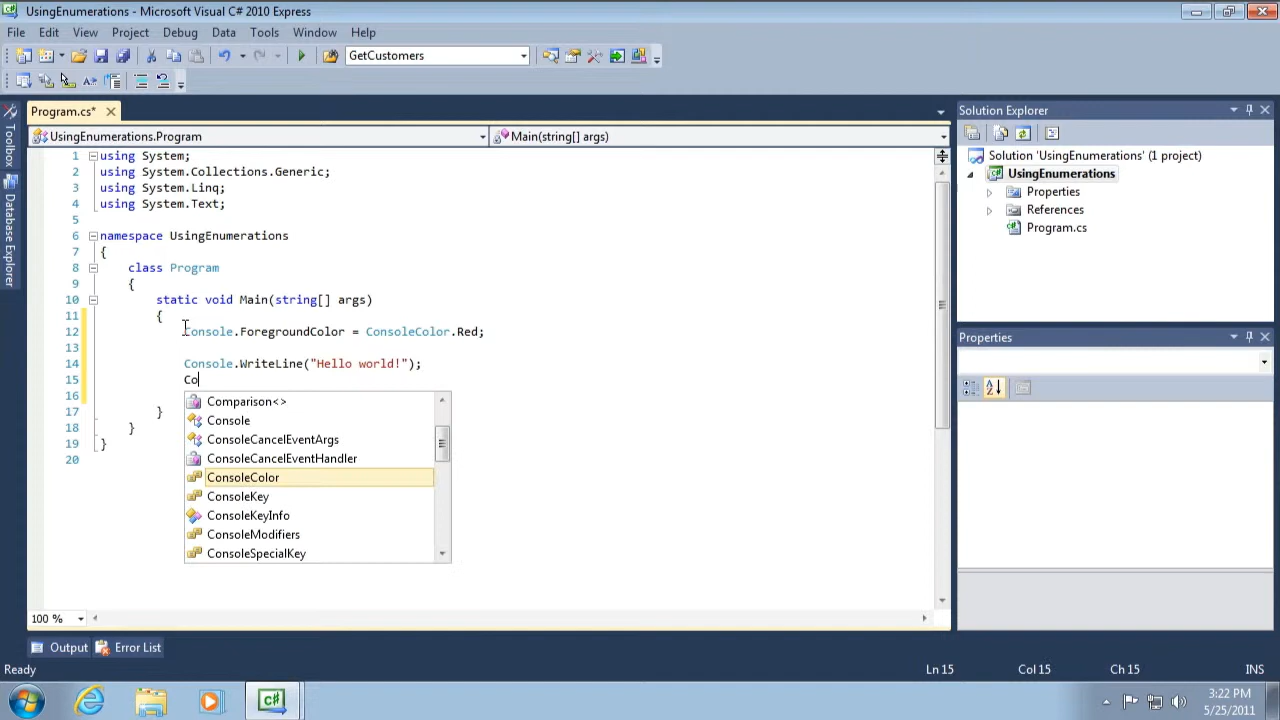 UsingEnumerations - Microsoft Visual C# 2010 Express
File Edit View Project Debug Data Tools Window Help
GetCustomers
Program.cs*
UsingEnumerations.Program
Main(string[] args)
Toolbox
Database Explorer
1 using System;
2 using System.Collections.Generic;
3 using System.Linq;
4 using System.Text;
5
6 namespace UsingEnumerations
7 {
8 class Program
9 {
10 static void Main(string[] args)
11 {
12 Console.ForegroundColor = ConsoleColor.Red;
13
14 Console.WriteLine("Hello world!");
15 Co
16
17 }
18 }
19 }
20
Comparison<>
Console
ConsoleCancelEventArgs
ConsoleCancelEventHandler
ConsoleColor
ConsoleKey
ConsoleKeyInfo
ConsoleModifiers
ConsoleSpecialKey
100 %
Solution Explorer
Solution 'UsingEnumerations' (1 project)
UsingEnumerations
Properties
References
Program.cs
Properties
Output Error List
Ready Ln 15 Col 15 Ch 15 INS
C#
3:22 PM
5/25/2011